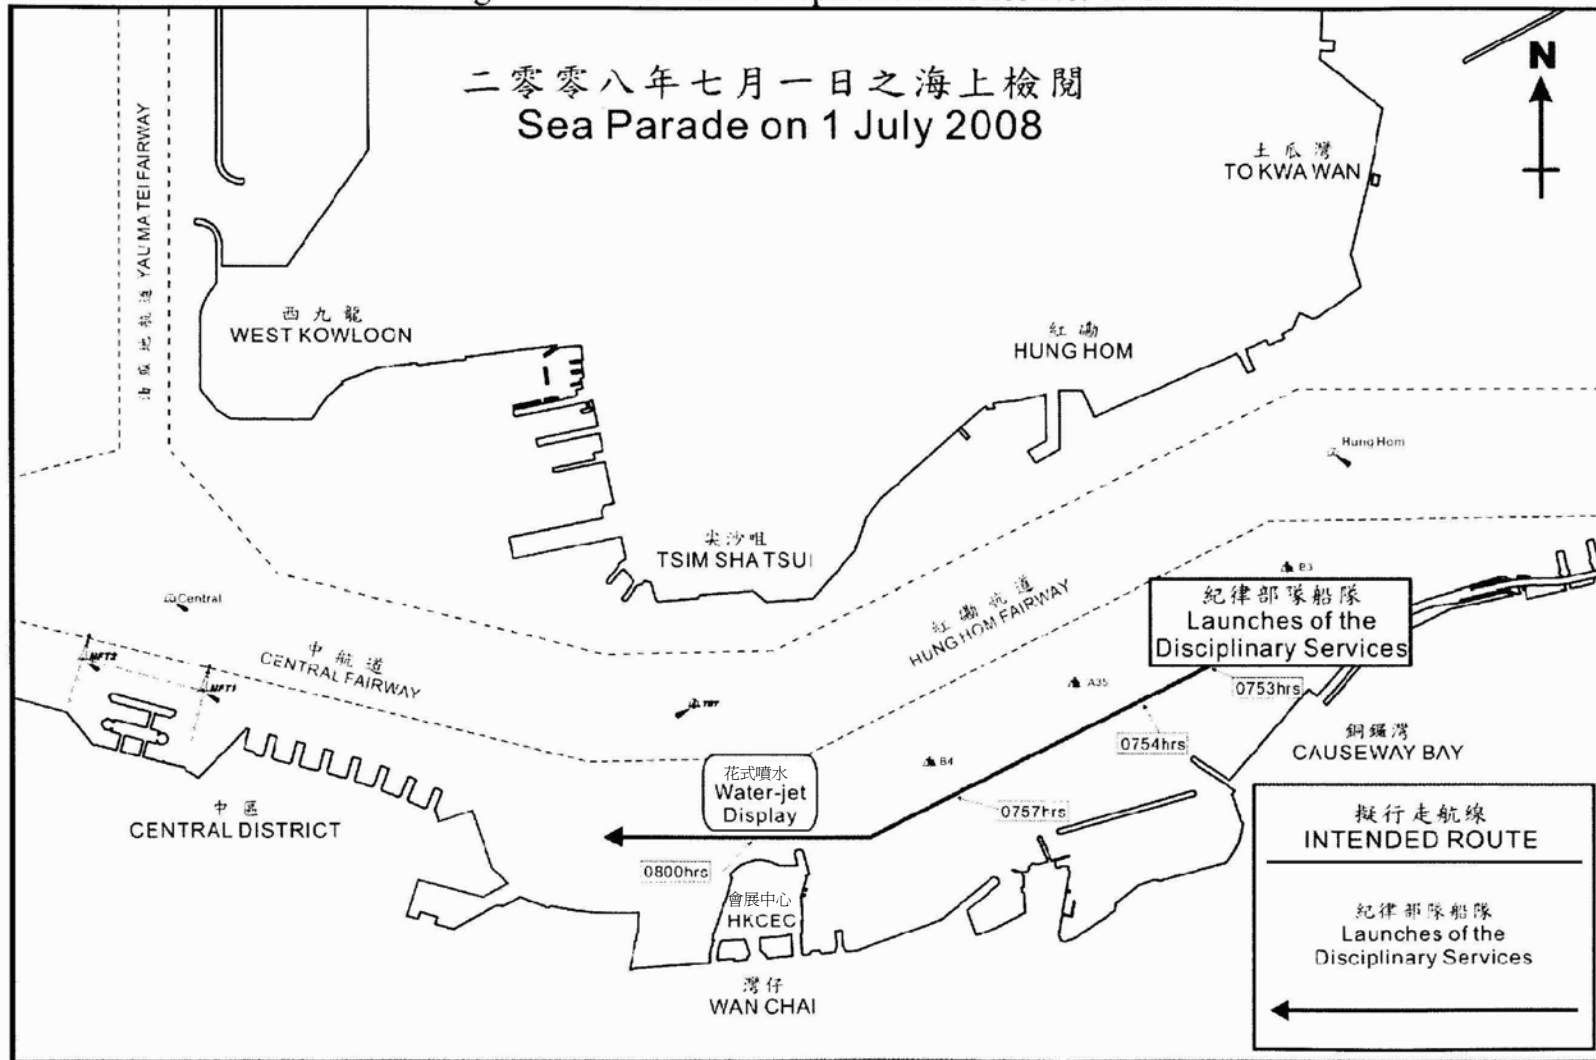 二零零八年七月一日之海上檢閱
Sea Parade on 1 July 2008
N
土瓜灣
TO KWA WAN
油麻地航道 YAU MA TEI FAIRWAY
西九龍
WEST KOWLOON
紅磡
HUNG HOM
Hung Hom
尖沙咀
TSIM SHA TSUI
B3
紀律部隊船隊
Launches of the
Disciplinary Services
Central
紅磡航道
HUNG HOM FAIRWAY
中航道
CENTRAL FAIRWAY
MFT2
MFT1
A35
0753hrs
0754hrs
銅鑼灣
CAUSEWAY BAY
B4
花式噴水
Water-jet
Display
0757hrs
中區
CENTRAL DISTRICT
0800hrs
會展中心
HKCEC
灣仔
WAN CHAI
擬行走航線
INTENDED ROUTE
紀律部隊船隊
Launches of the
Disciplinary Services